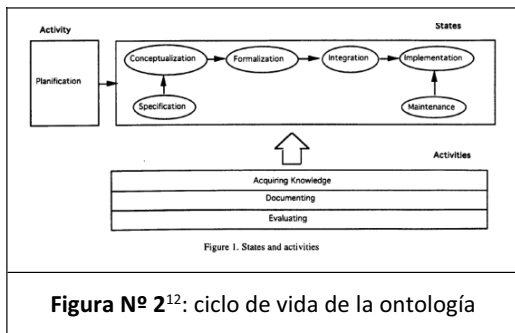 Activity
States
Planification
Conceptualization
Formalization
Integration
Implementation
Specification
Maintenance
Activities
Acquiring Knowledge
Documenting
Evaluating
Figure 1. States and activities
Figura Nº 2¹²: ciclo de vida de la ontología